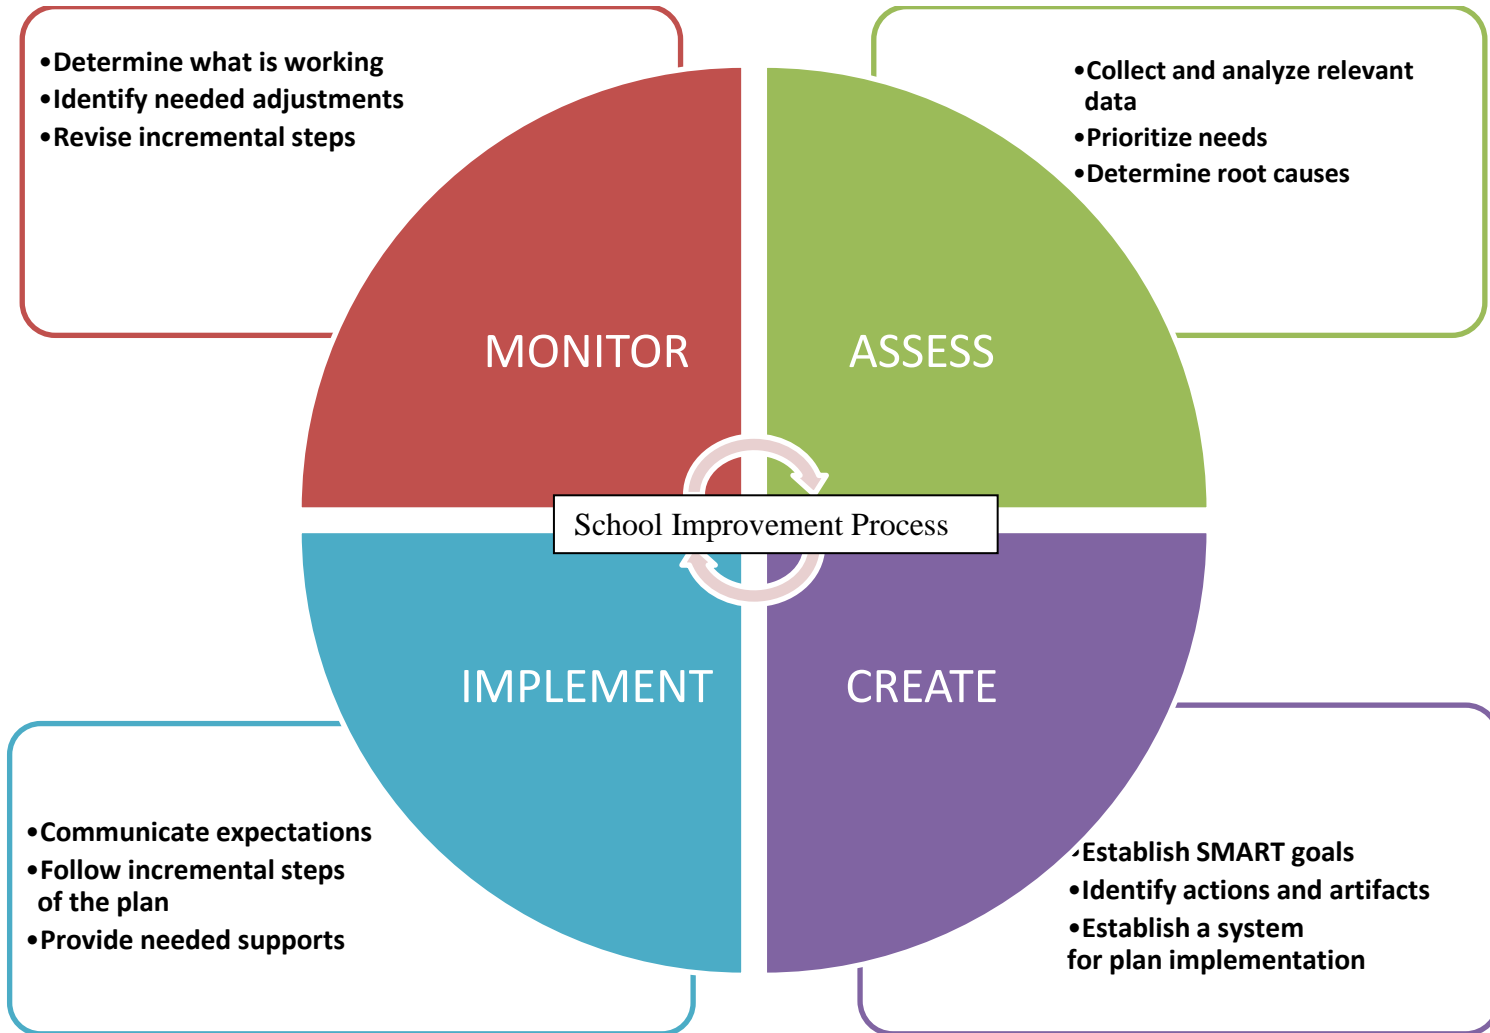 •Determine what is working
•Identify needed adjustments
•Revise incremental steps
•Collect and analyze relevant
data
•Prioritize needs
•Determine root causes
MONITOR
ASSESS
School Improvement Process
IMPLEMENT
CREATE
•Communicate expectations
•Follow incremental steps
of the plan
•Provide needed supports
•Establish SMART goals
•Identify actions and artifacts
•Establish a system
for plan implementation